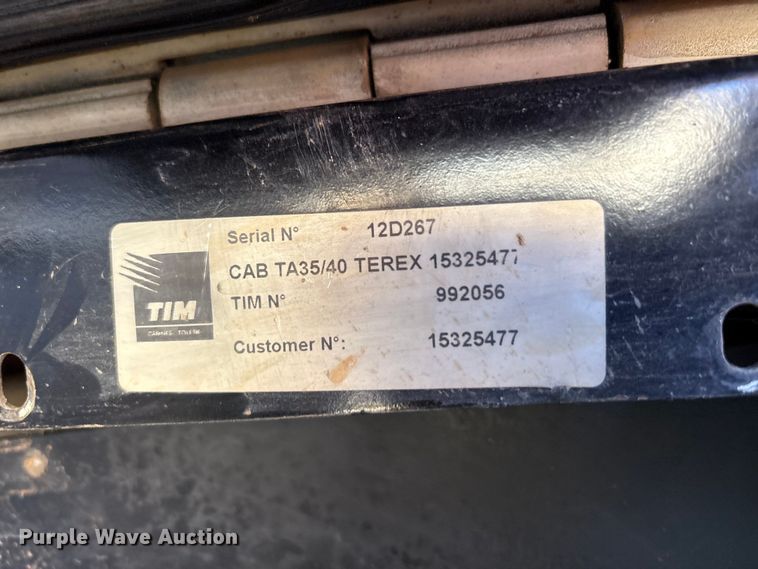 Serial N° 12D267
CAB TA35/40 TEREX 15325477
TIM N° 992056
Customer N°: 15325477
TIM
Purple Wave Auction